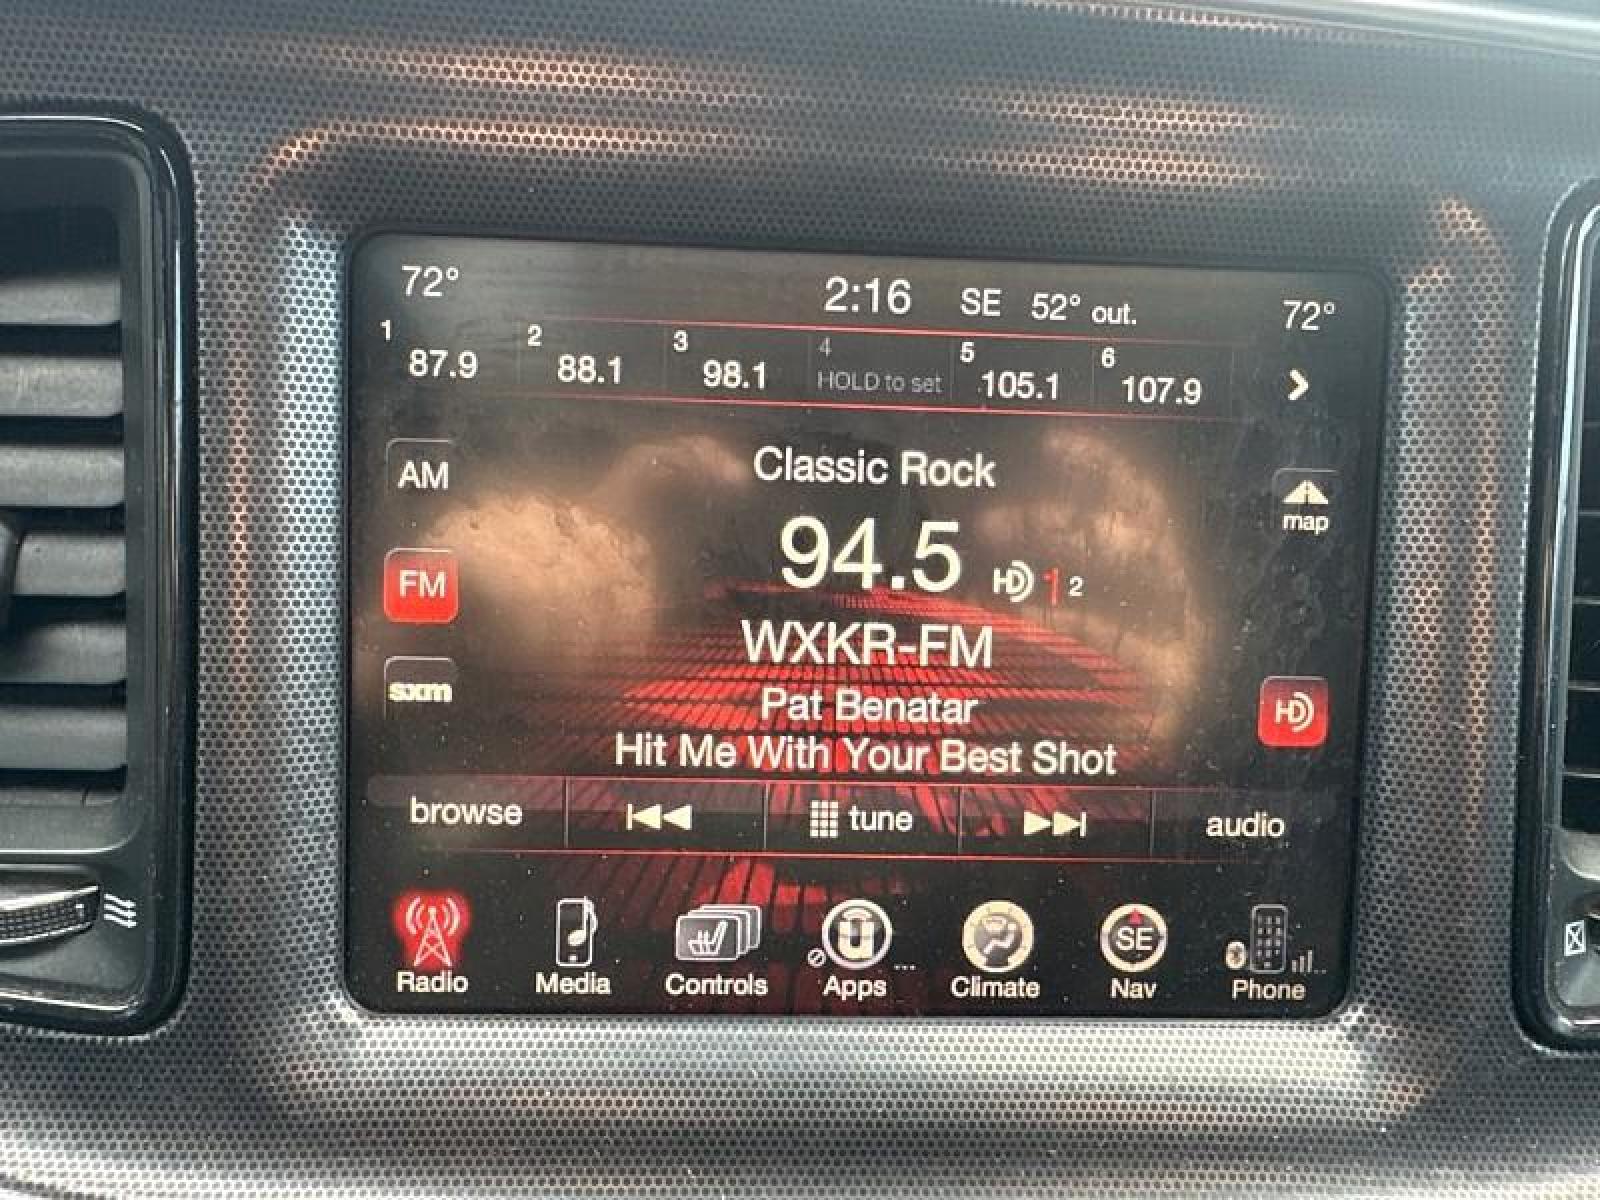 72° 2:16 SE 52° out. 72°
1 87.9 2 88.1 3 98.1 4 HOLD to set 5 105.1 6 107.9
AM
Classic Rock
map
94.5 HD 1 2
FM
WXKR-FM
sxm
Pat Benatar
HD
Hit Me With Your Best Shot
browse tune audio
SE
Radio Media Controls Apps Climate Nav Phone